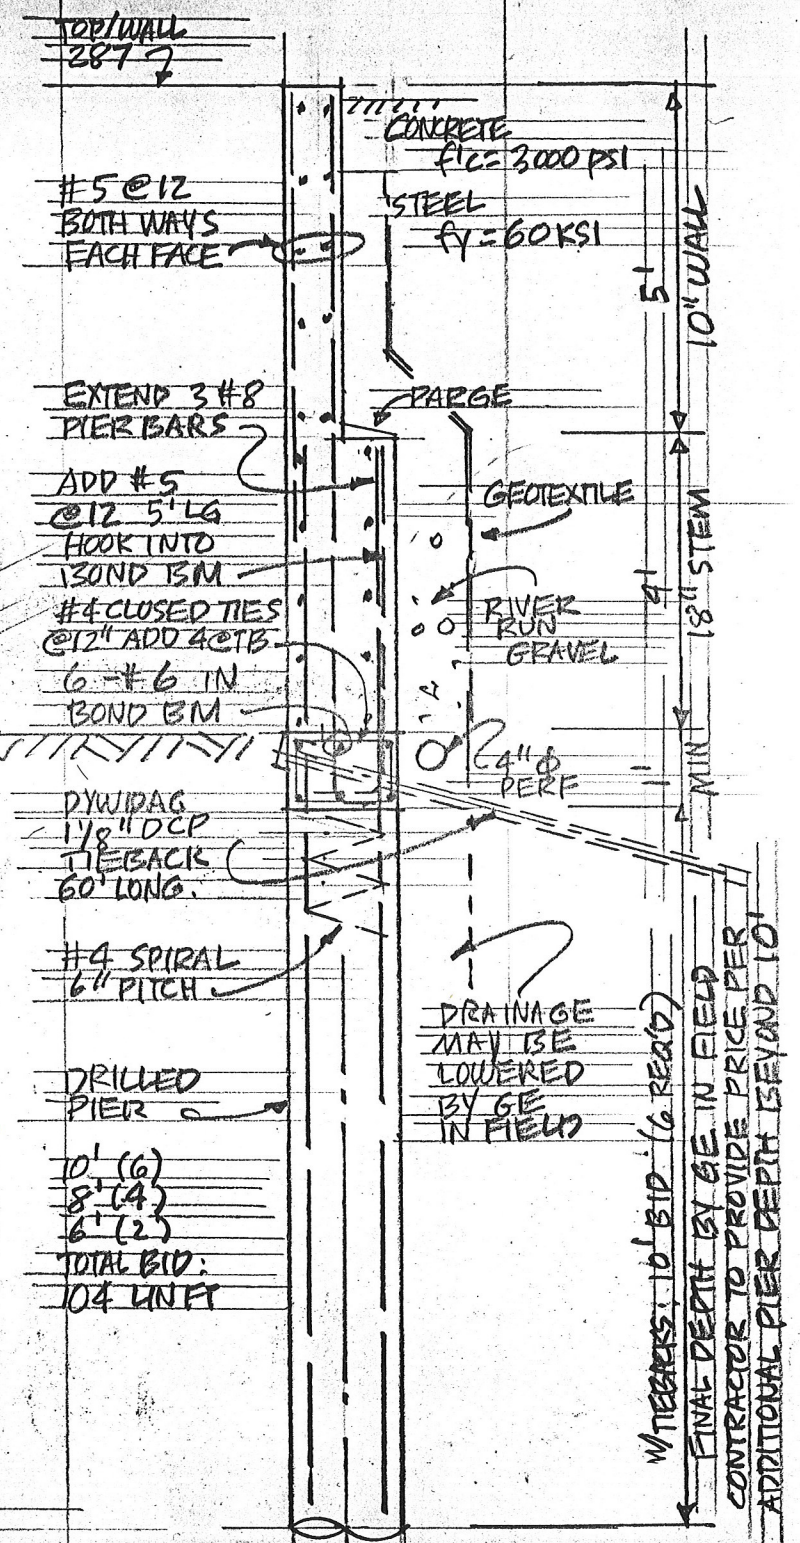 TOP/WALL
287
CONCRETE
f'c = 3000 PSI
STEEL
fy = 60 KSI
#5 @ 12
BOTH WAYS
EACH FACE
5'
10" WALL
EXTEND 3 #8
PIER BARS
PARGE
ADD #5
@12 5' LG
HOOK INTO
BOND BM
GEOTEXTILE
4'
18" STEM
#4 CLOSED TIES
@12" ADD 4@TB
RIVER
RUN
GRAVEL
6 - #6 IN
BOND BM
4" Φ
PERF
1'
MIN
DYWIDAG
1 1/8" DCP
TIEBACK
60' LONG.
#4 SPIRAL
6" PITCH
DRAINAGE
MAY BE
LOWERED
BY GE
IN FIELD
DRILLED
PIER
10' (6)
8' (4)
6' (2)
TOTAL BID:
104 LIN FT
W/TIEBACKS: 10' BID (6 REQ'D)
FINAL DEPTH BY GE IN FIELD
CONTRACTOR TO PROVIDE PRICE PER
ADDITIONAL PIER DEPTH BEYOND 10'